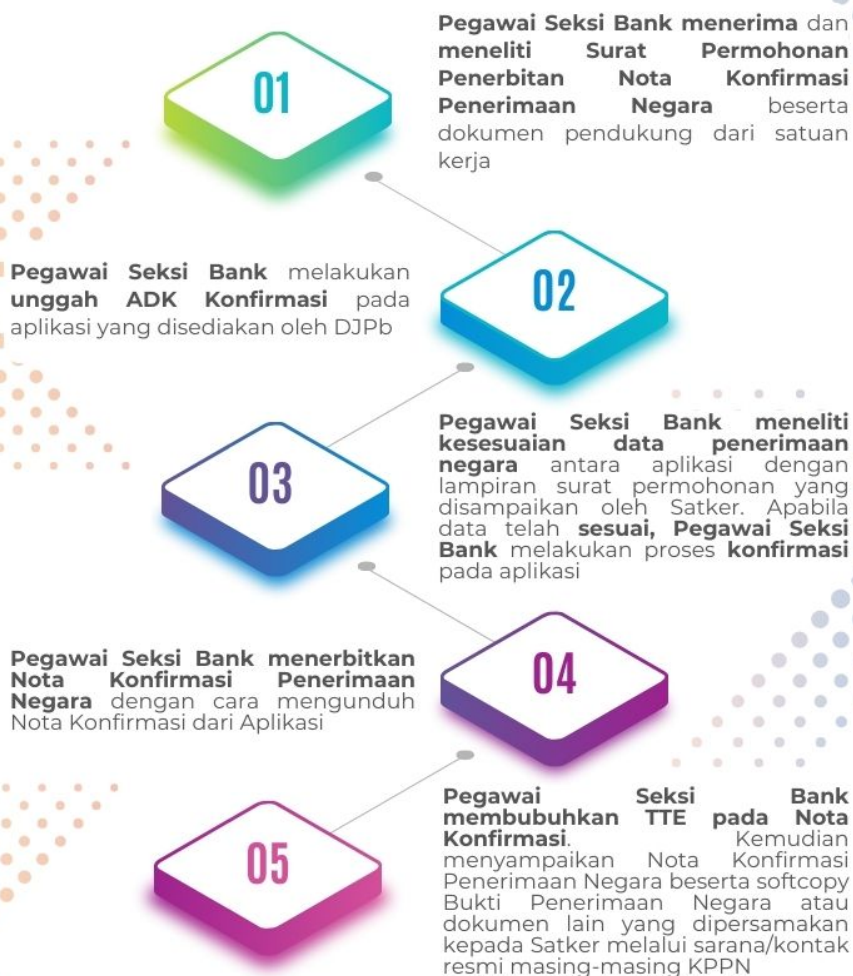 01
Pegawai Seksi Bank menerima dan
meneliti Surat Permohonan
Penerbitan Nota Konfirmasi
Penerimaan Negara beserta
dokumen pendukung dari satuan
kerja
02
Pegawai Seksi Bank melakukan
unggah ADK Konfirmasi pada
aplikasi yang disediakan oleh DJPb
03
Pegawai Seksi Bank meneliti
kesesuaian data penerimaan
negara antara aplikasi dengan
lampiran surat permohonan yang
disampaikan oleh Satker. Apabila
data telah sesuai, Pegawai Seksi
Bank melakukan proses konfirmasi
pada aplikasi
04
Pegawai Seksi Bank menerbitkan
Nota Konfirmasi Penerimaan
Negara dengan cara mengunduh
Nota Konfirmasi dari Aplikasi
05
Pegawai Seksi Bank
membubuhkan TTE pada Nota
Konfirmasi. Kemudian
menyampaikan Nota Konfirmasi
Penerimaan Negara beserta softcopy
Bukti Penerimaan Negara atau
dokumen lain yang dipersamakan
kepada Satker melalui sarana/kontak
resmi masing-masing KPPN